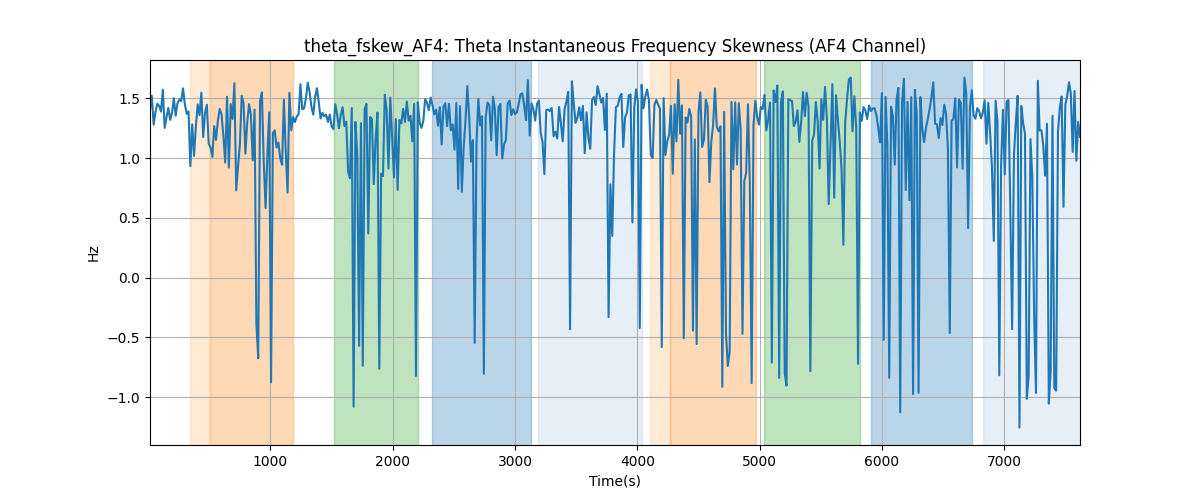 theta_fskew_AF4: Theta Instantaneous Frequency Skewness (AF4 Channel)
1.5
1.0
0.5
0.0
−0.5
−1.0
Hz
1000 2000 3000 4000 5000 6000 7000
Time(s)